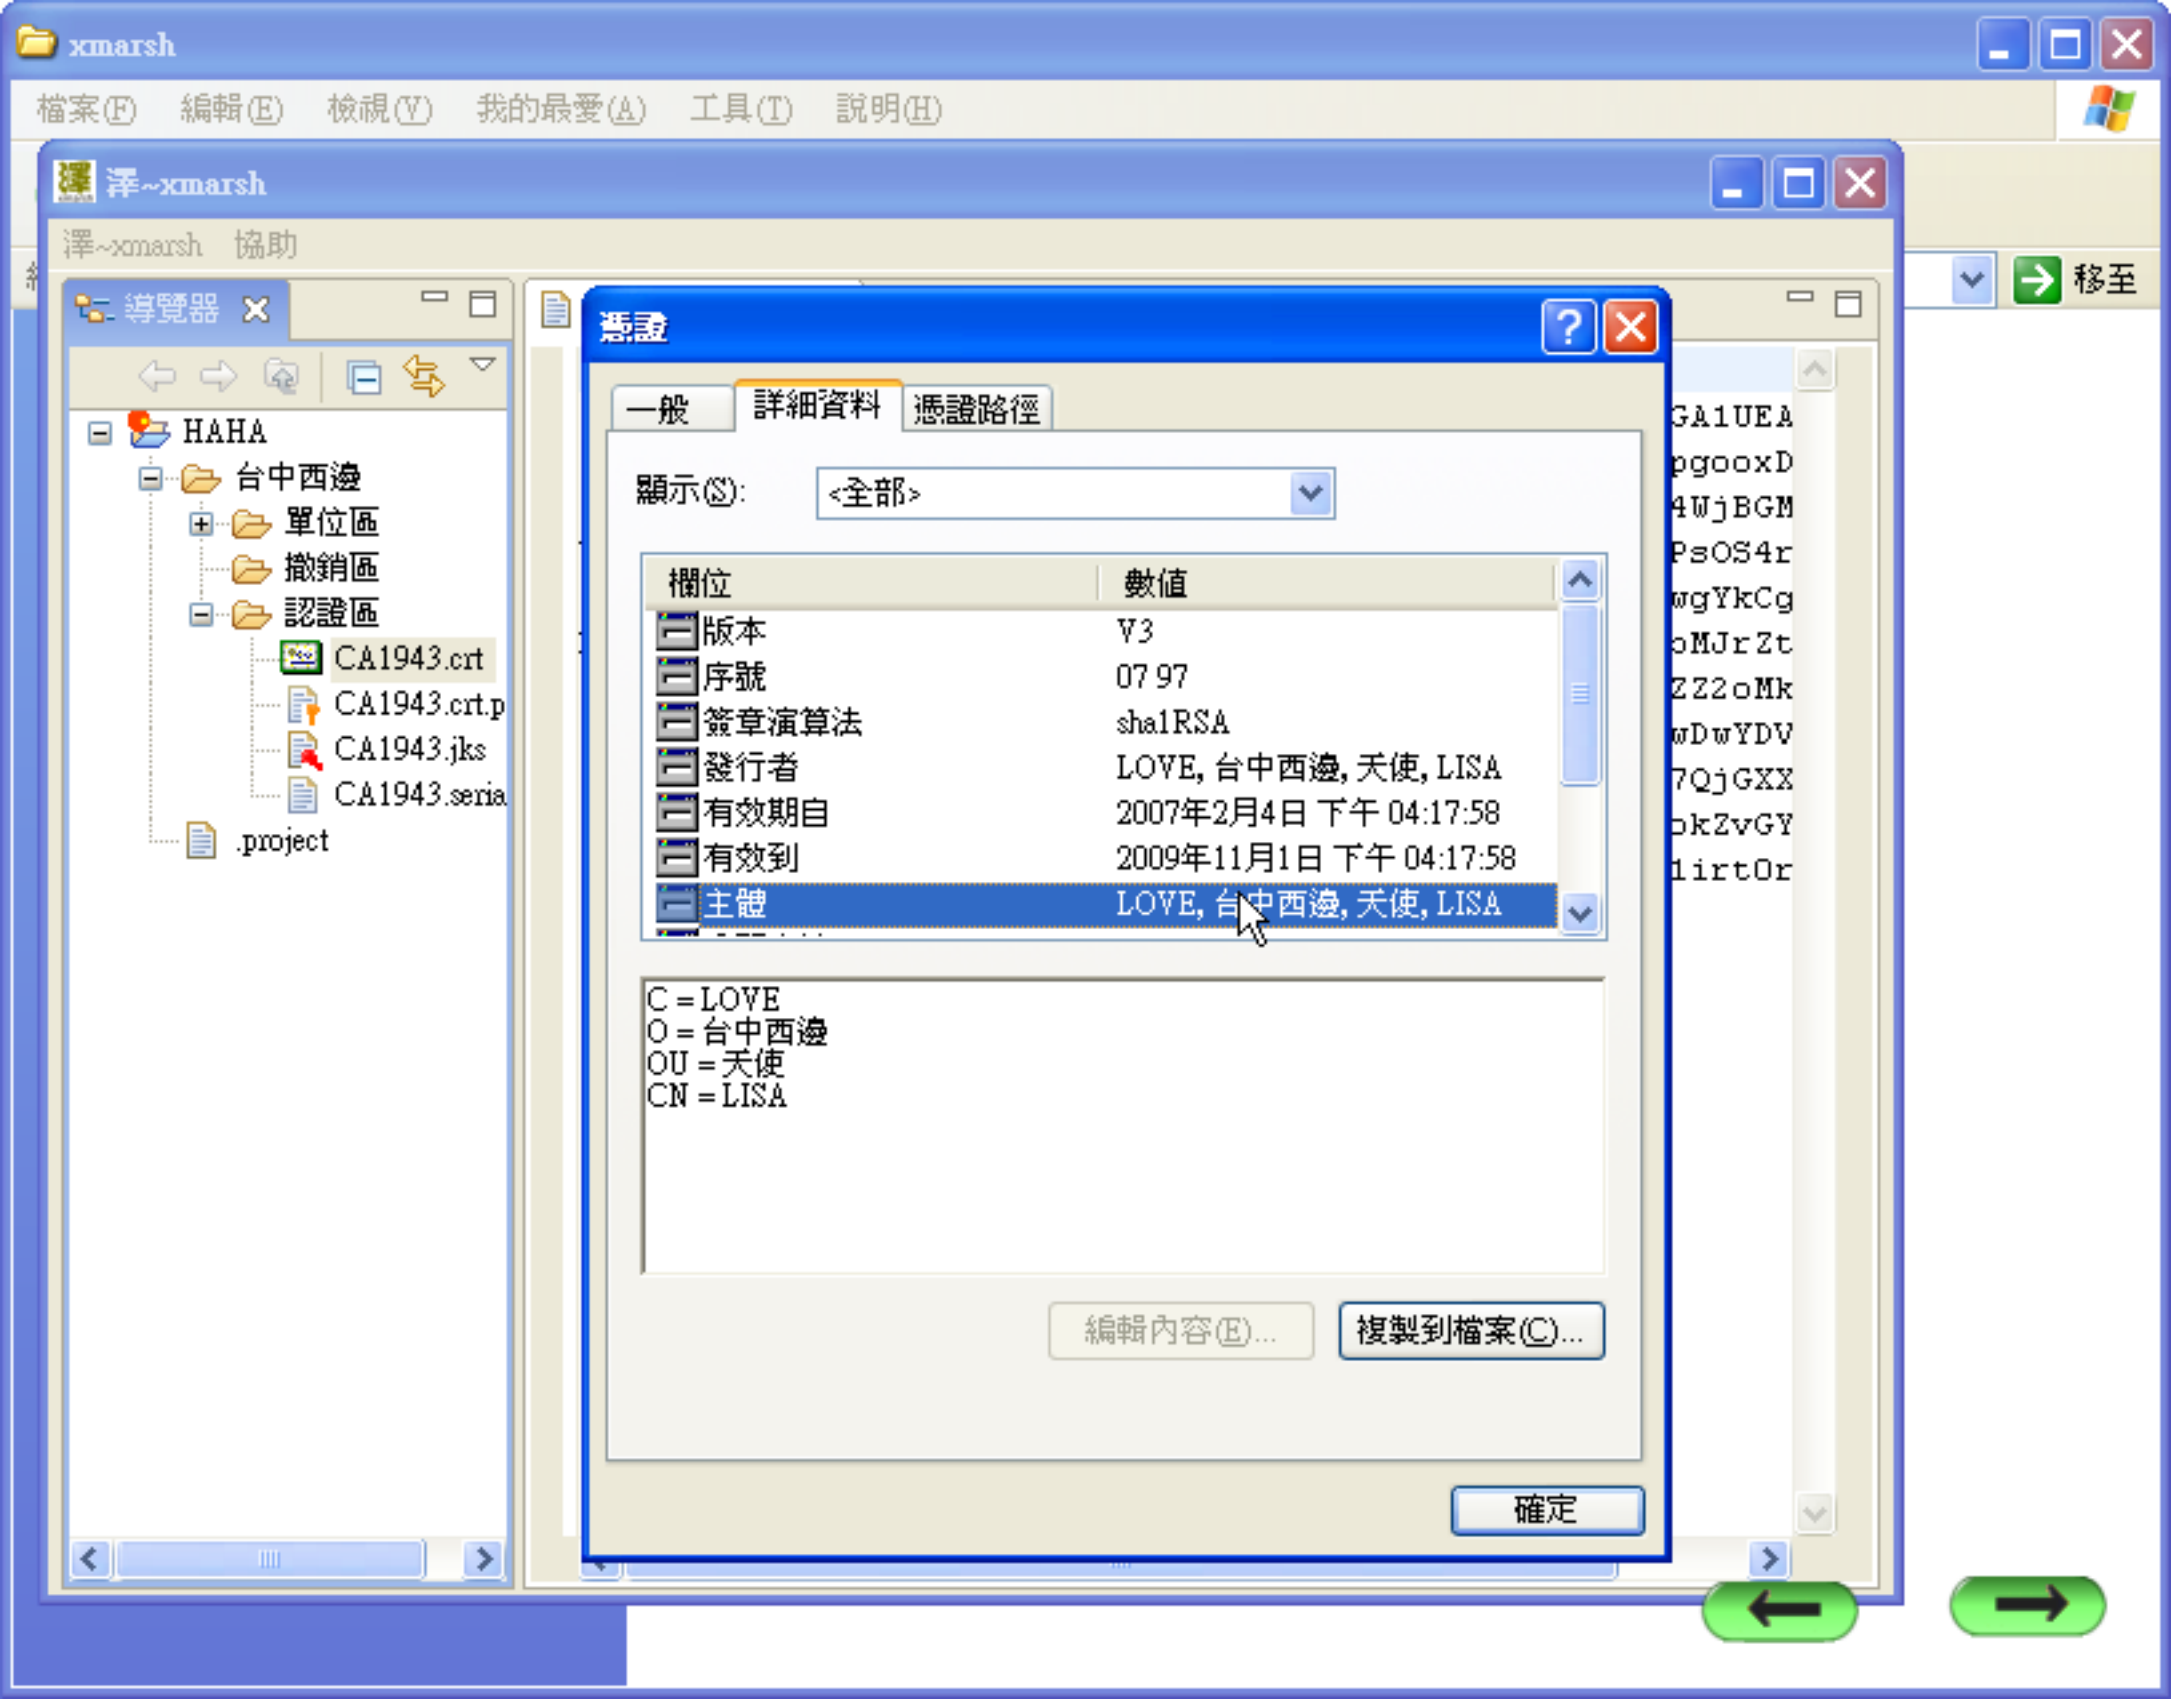 xmarsh
檔案(F) 編輯(E) 檢視(V) 我的最愛(A) 工具(T) 說明(H)
澤 澤~xmarsh
澤~xmarsh 協助
移至
導覽器
HAHA
台中西邊
單位區
撤銷區
認證區
CA1943.crt
CA1943.crt.p
CA1943.jks
CA1943.seria
.project
憑證
一般 詳細資料 憑證路徑
顯示(S): <全部>
欄位 數值
版本 V3
序號 07 97
簽章演算法 sha1RSA
發行者 LOVE, 台中西邊, 天使, LISA
有效期自 2007年2月4日 下午 04:17:58
有效到 2009年11月1日 下午 04:17:58
主體 LOVE, 台中西邊, 天使, LISA
C = LOVE
O = 台中西邊
OU = 天使
CN = LISA
編輯內容(E)... 複製到檔案(C)...
確定
GA1UEA
pgooxD
4WjBGM
PsOS4r
wgYkCg
oMJrZt
ZZ2oMk
wDwYDV
7QjGXX
okZvGY
1irtOr